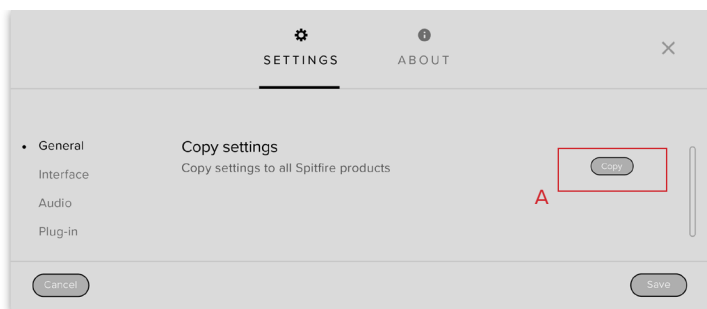 SETTINGS
ABOUT
General
Interface
Audio
Plug-in
Copy settings
Copy settings to all Spitfire products
Copy
A
Cancel
Save